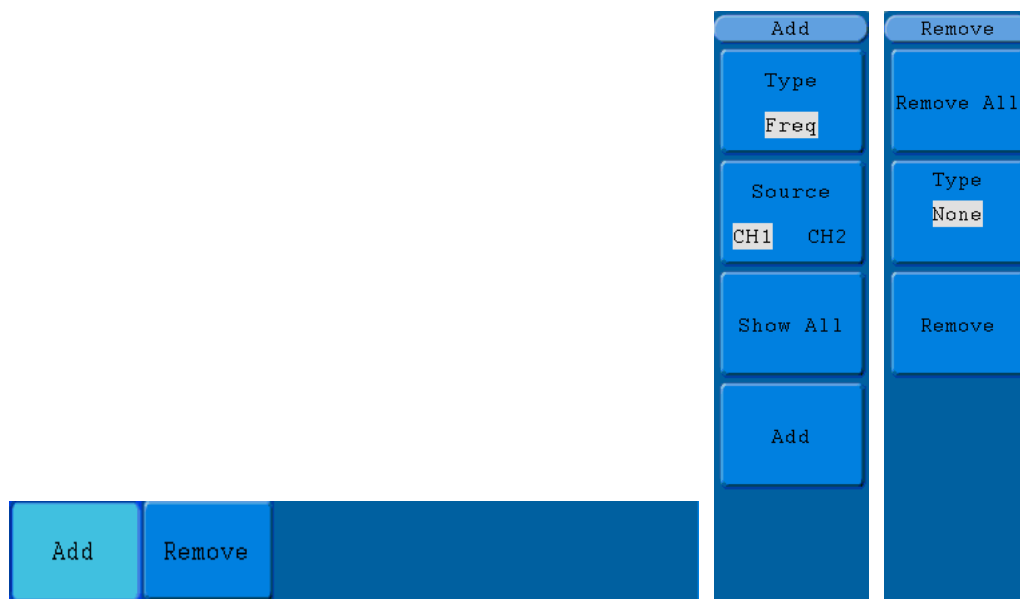 Add
Type
Freq
Source
CH1 CH2
Show All
Add
Remove
Remove All
Type
None
Remove
Add Remove